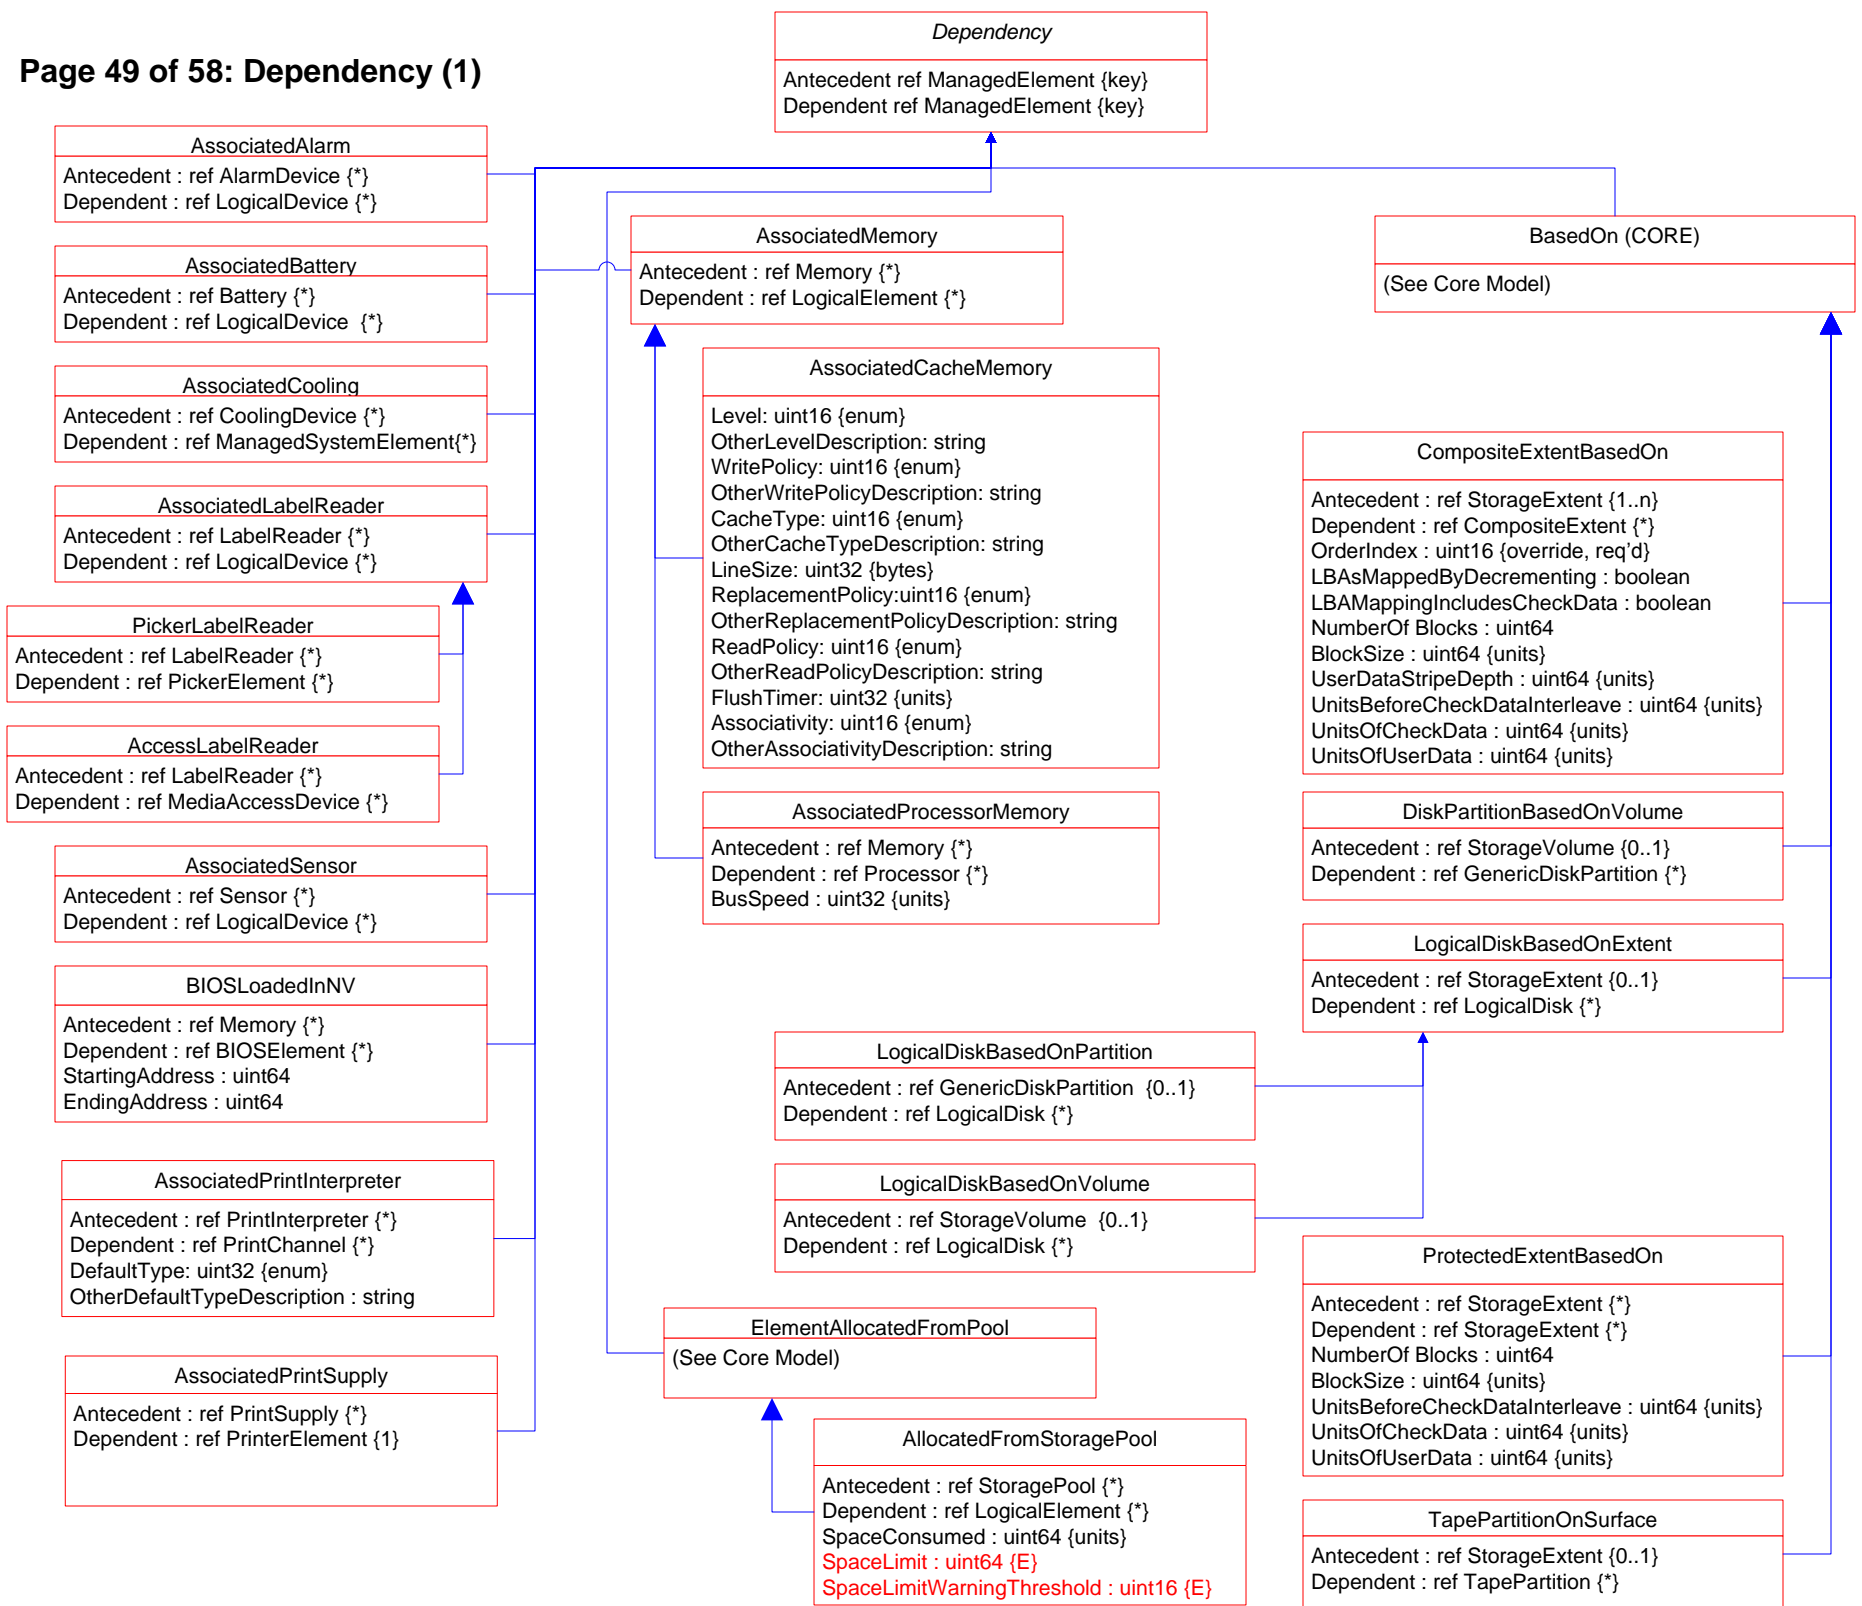 Page 49 of 58: Dependency (1)
Dependency
Antecedent ref ManagedElement {key}
Dependent ref ManagedElement {key}
AssociatedAlarm
Antecedent : ref AlarmDevice {*}
Dependent : ref LogicalDevice {*}
AssociatedBattery
Antecedent : ref Battery {*}
Dependent : ref LogicalDevice  {*}
AssociatedCooling
Antecedent : ref CoolingDevice {*}
Dependent : ref ManagedSystemElement{*}
AssociatedLabelReader
Antecedent : ref LabelReader {*}
Dependent : ref LogicalDevice {*}
PickerLabelReader
Antecedent : ref LabelReader {*}
Dependent : ref PickerElement {*}
AccessLabelReader
Antecedent : ref LabelReader {*}
Dependent : ref MediaAccessDevice {*}
AssociatedSensor
Antecedent : ref Sensor {*}
Dependent : ref LogicalDevice {*}
BIOSLoadedInNV
Antecedent : ref Memory {*}
Dependent : ref BIOSElement {*}
StartingAddress : uint64
EndingAddress : uint64
AssociatedPrintInterpreter
Antecedent : ref PrintInterpreter {*}
Dependent : ref PrintChannel {*}
DefaultType: uint32 {enum}
OtherDefaultTypeDescription : string
AssociatedPrintSupply
Antecedent : ref PrintSupply {*}
Dependent : ref PrinterElement {1}
AssociatedMemory
Antecedent : ref Memory {*}
Dependent : ref LogicalElement {*}
AssociatedCacheMemory
Level: uint16 {enum}
OtherLevelDescription: string
WritePolicy: uint16 {enum}
OtherWritePolicyDescription: string
CacheType: uint16 {enum}
OtherCacheTypeDescription: string
LineSize: uint32 {bytes}
ReplacementPolicy:uint16 {enum}
OtherReplacementPolicyDescription: string
ReadPolicy: uint16 {enum}
OtherReadPolicyDescription: string
FlushTimer: uint32 {units}
Associativity: uint16 {enum}
OtherAssociativityDescription: string
AssociatedProcessorMemory
Antecedent : ref Memory {*}
Dependent : ref Processor {*}
BusSpeed : uint32 {units}
LogicalDiskBasedOnPartition
Antecedent : ref GenericDiskPartition  {0..1}
Dependent : ref LogicalDisk {*}
LogicalDiskBasedOnVolume
Antecedent : ref StorageVolume  {0..1}
Dependent : ref LogicalDisk {*}
ElementAllocatedFromPool
(See Core Model)
AllocatedFromStoragePool
Antecedent : ref StoragePool {*}
Dependent : ref LogicalElement {*}
SpaceConsumed : uint64 {units}
SpaceLimit : uint64 {E}
SpaceLimitWarningThreshold : uint16 {E}
BasedOn (CORE)
(See Core Model)
CompositeExtentBasedOn
Antecedent : ref StorageExtent {1..n}
Dependent : ref CompositeExtent {*}
OrderIndex : uint16 {override, req’d}
LBAsMappedByDecrementing : boolean
LBAMappingIncludesCheckData : boolean
NumberOf Blocks : uint64
BlockSize : uint64 {units}
UserDataStripeDepth : uint64 {units}
UnitsBeforeCheckDataInterleave : uint64 {units}
UnitsOfCheckData : uint64 {units}
UnitsOfUserData : uint64 {units}
DiskPartitionBasedOnVolume
Antecedent : ref StorageVolume {0..1}
Dependent : ref GenericDiskPartition {*}
LogicalDiskBasedOnExtent
Antecedent : ref StorageExtent {0..1}
Dependent : ref LogicalDisk {*}
ProtectedExtentBasedOn
Antecedent : ref StorageExtent {*}
Dependent : ref StorageExtent {*}
NumberOf Blocks : uint64
BlockSize : uint64 {units}
UnitsBeforeCheckDataInterleave : uint64 {units}
UnitsOfCheckData : uint64 {units}
UnitsOfUserData : uint64 {units}
TapePartitionOnSurface
Antecedent : ref StorageExtent {0..1}
Dependent : ref TapePartition {*}